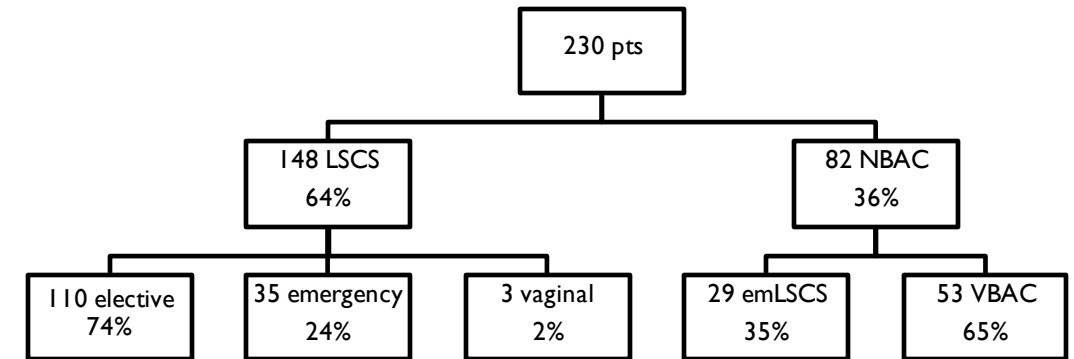 230 pts
148 LSCS
64%
82 NBAC
36%
110 elective
74%
35 emergency
24%
3 vaginal
2%
29 emLSCS
35%
53 VBAC
65%